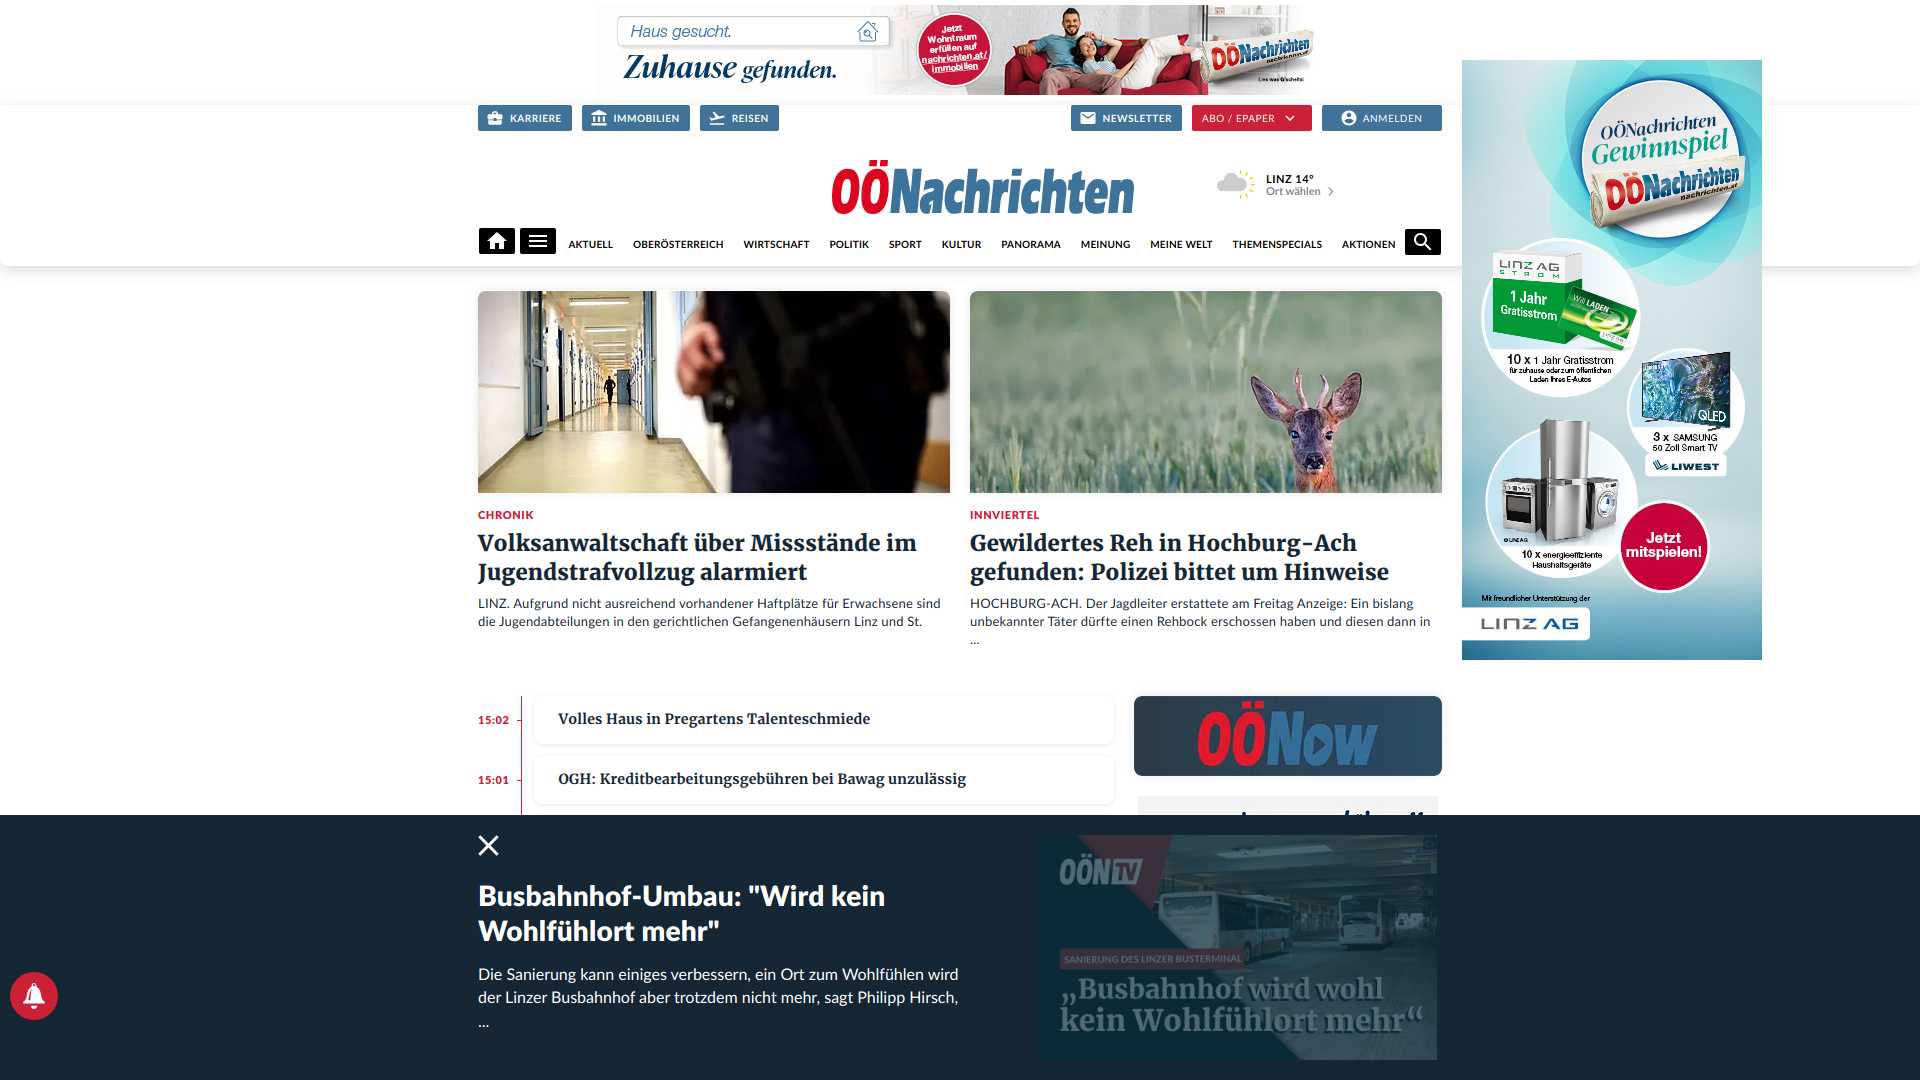 Haus gesucht.
Zuhause gefunden.
Jetzt
Wohntraum
erfüllen auf
nachrichten.at/
immobilien
OÖNachrichten
Lies was G'scheits!
KARRIERE
IMMOBILIEN
REISEN
NEWSLETTER
ABO / EPAPER
ANMELDEN
OÖNachrichten
LINZ 14°
Ort wählen
AKTUELL
OBERÖSTERREICH
WIRTSCHAFT
POLITIK
SPORT
KULTUR
PANORAMA
MEINUNG
MEINE WELT
THEMENSPECIALS
AKTIONEN
OÖNachrichten
Gewinnspiel
OÖNachrichten
nachrichten.at
LINZ AG
STROM
1 Jahr
Gratisstrom
Will LADEN
10 x 1 Jahr Gratisstrom
für zuhause oder zum öffentlichen
Laden Ihres E-Autos
QLED
3 x SAMSUNG
50 Zoll Smart TV
LIWEST
© LINZ AG
10 x energieeffiziente
Haushaltsgeräte
Jetzt
mitspielen!
Mit freundlicher Unterstützung der
LINZ AG
CHRONIK
Volksanwaltschaft über Missstände im
Jugendstrafvollzug alarmiert
LINZ. Aufgrund nicht ausreichend vorhandener Haftplätze für Erwachsene sind
die Jugendabteilungen in den gerichtlichen Gefangenenhäusern Linz und St.
INNVIERTEL
Gewildertes Reh in Hochburg-Ach
gefunden: Polizei bittet um Hinweise
HOCHBURG-ACH. Der Jagdleiter erstattete am Freitag Anzeige: Ein bislang
unbekannter Täter dürfte einen Rehbock erschossen haben und diesen dann in
...
15:02
Volles Haus in Pregartens Talenteschmiede
15:01
OGH: Kreditbearbeitungsgebühren bei Bawag unzulässig
OÖNow
Busbahnhof-Umbau: "Wird kein
Wohlfühlort mehr"
Die Sanierung kann einiges verbessern, ein Ort zum Wohlfühlen wird
der Linzer Busbahnhof aber trotzdem nicht mehr, sagt Philipp Hirsch,
...
OÖN TV
SANIERUNG DES LINZER BUSTERMINAL
„Busbahnhof wird wohl
kein Wohlfühlort mehr“